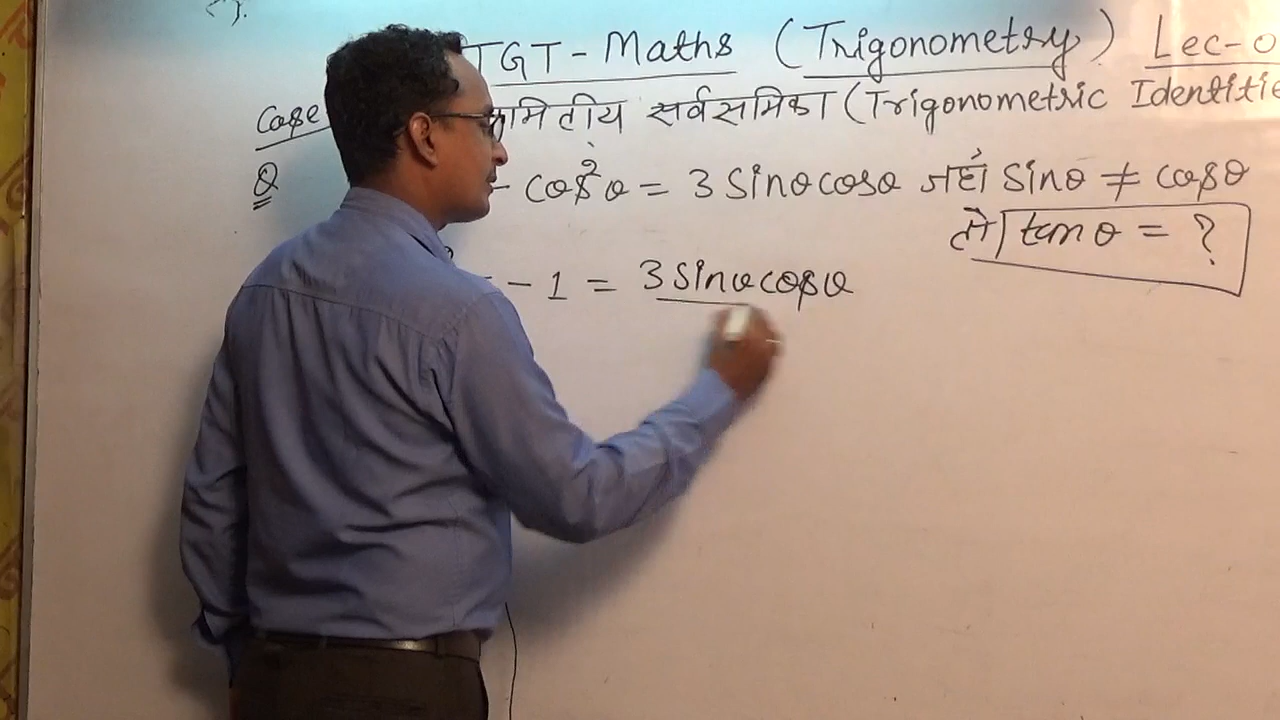 TGT - Maths (Trigonometry) Lec-0
Case
मितीय सर्वसमिका (Trigonometric Identitie
Q
- cos²θ = 3 sinθ cosθ जहाँ sinθ ≠ cosθ
तो tanθ = ?
- 1 = 3 sinθ cosθ